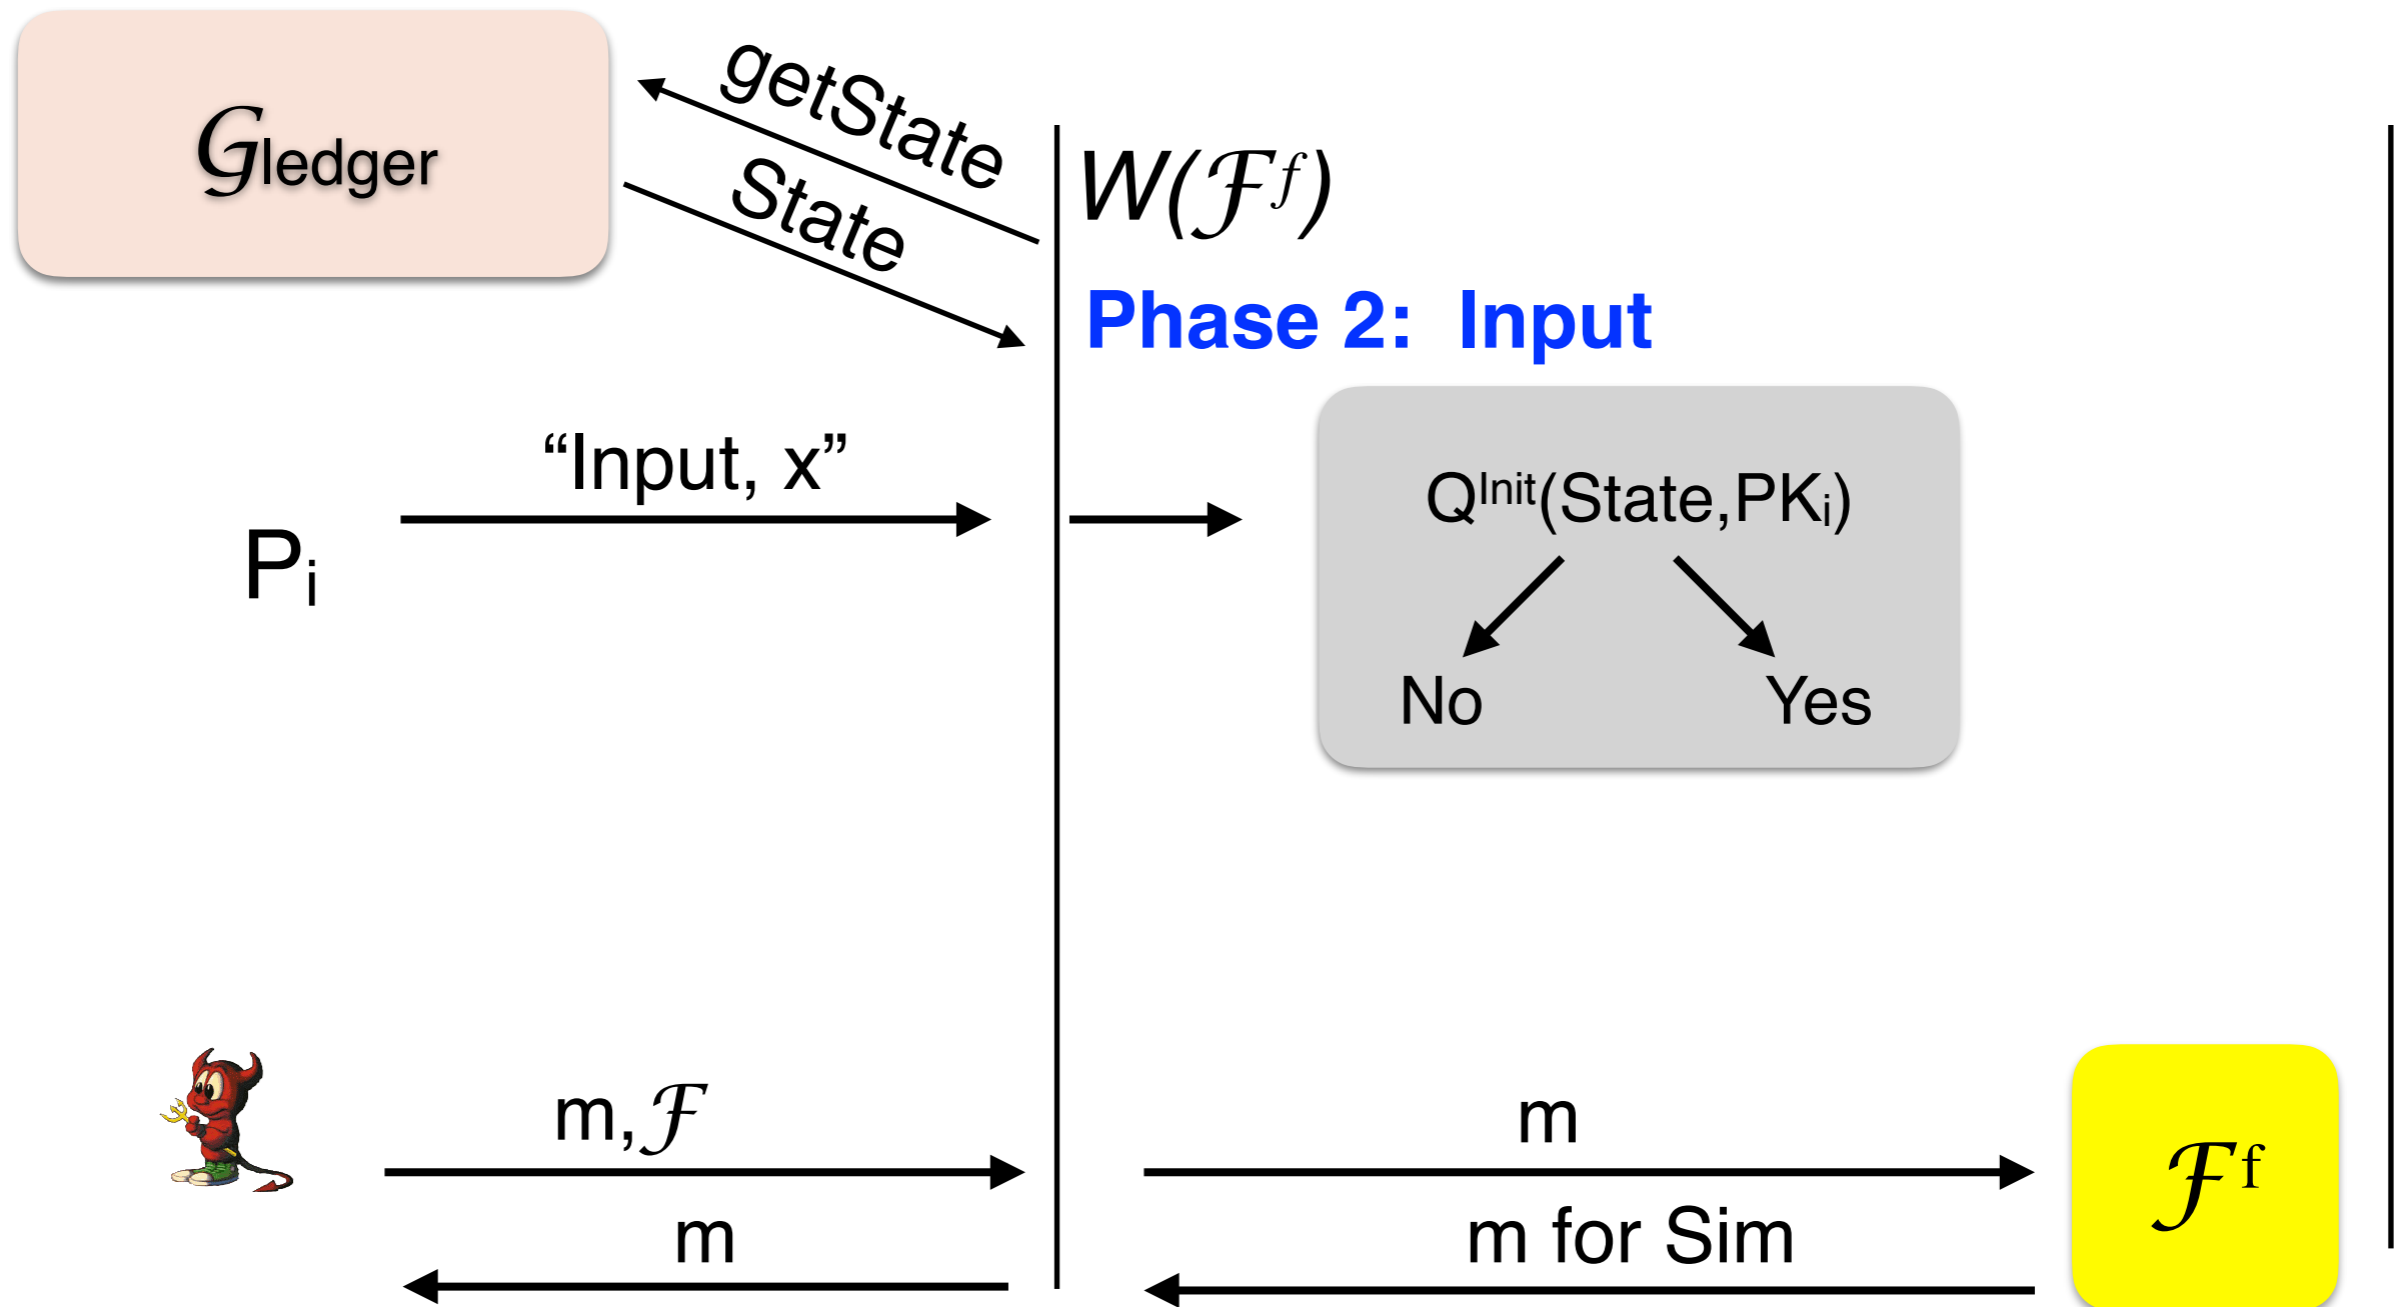 getState
𝒢ledger
State
W(ℱᶠ)
Phase 2: Input
“Input, x”
Qᴵⁿⁱᵗ(State,PKᵢ)
Pᵢ
No
Yes
m,ℱ
m
ℱᶠ
m
m for Sim